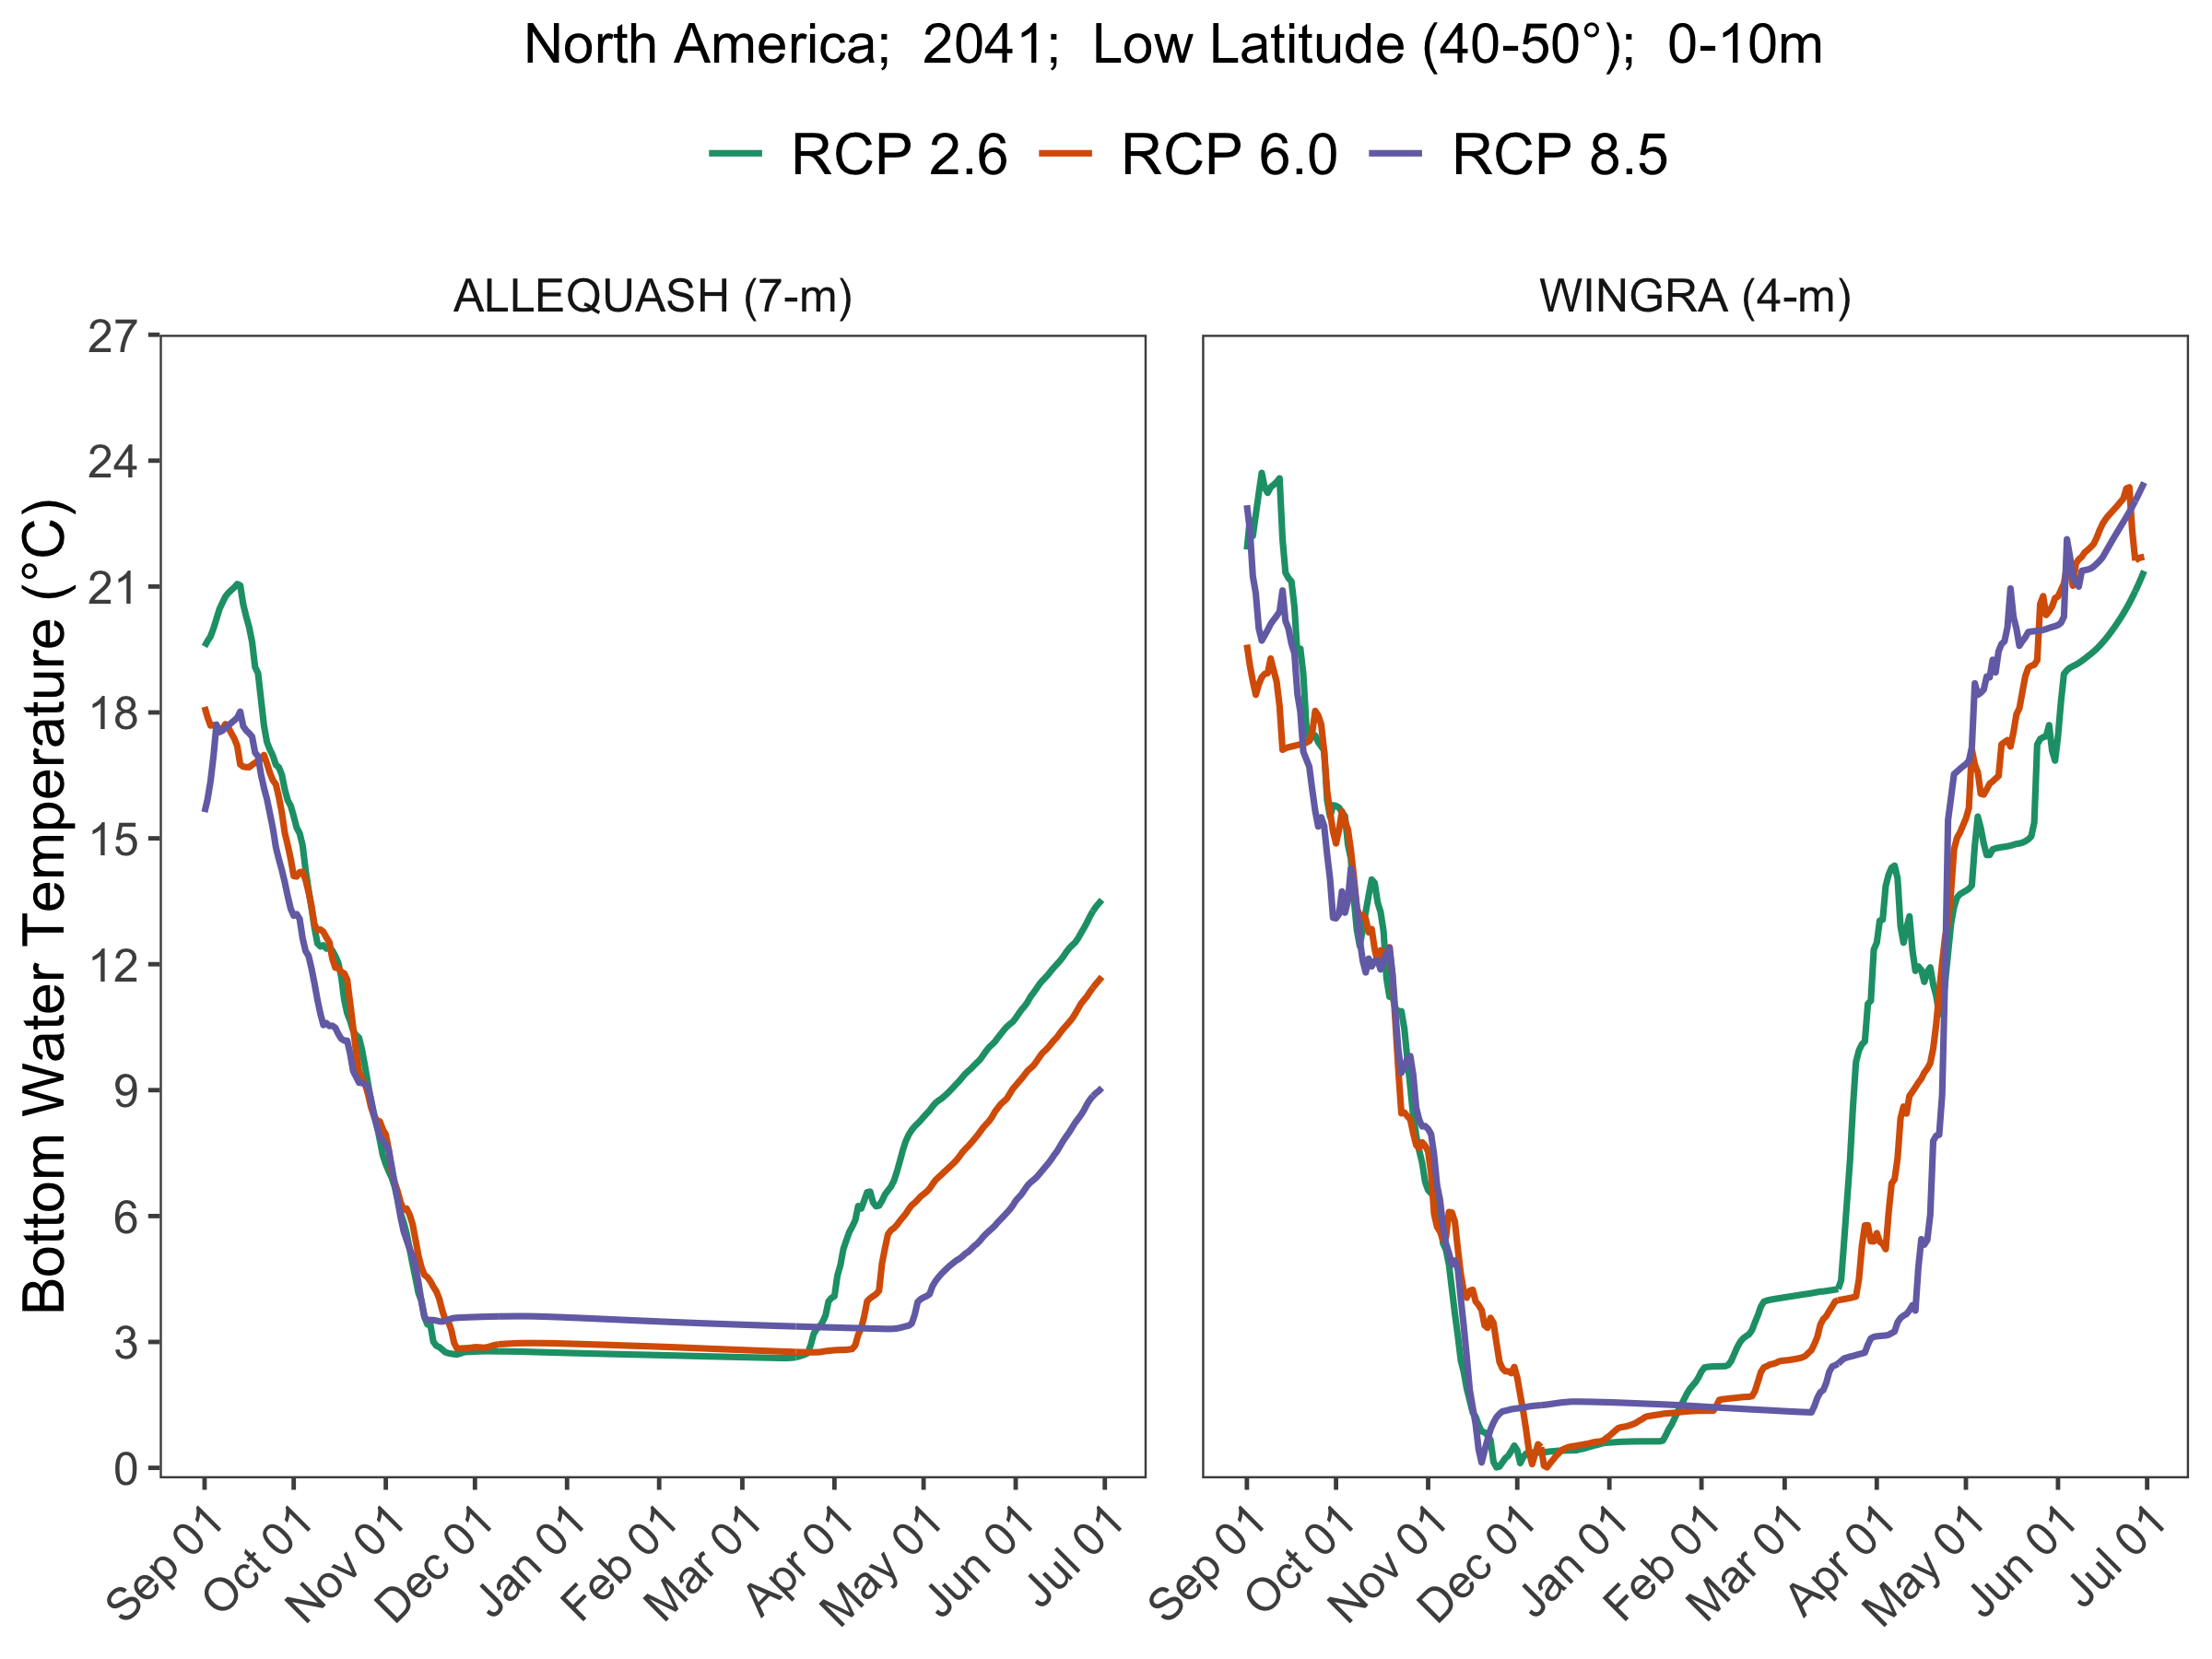 North America;  2041;  Low Latitude (40-50°);  0-10m
RCP 2.6 RCP 6.0 RCP 8.5
ALLEQUASH (7-m) WINGRA (4-m)
Bottom Water Temperature (°C)
27
24
21
18
15
12
9
6
3
0
Sep 01 Oct 01 Nov 01 Dec 01 Jan 01 Feb 01 Mar 01 Apr 01 May 01 Jun 01 Jul 01 Sep 01 Oct 01 Nov 01 Dec 01 Jan 01 Feb 01 Mar 01 Apr 01 May 01 Jun 01 Jul 01